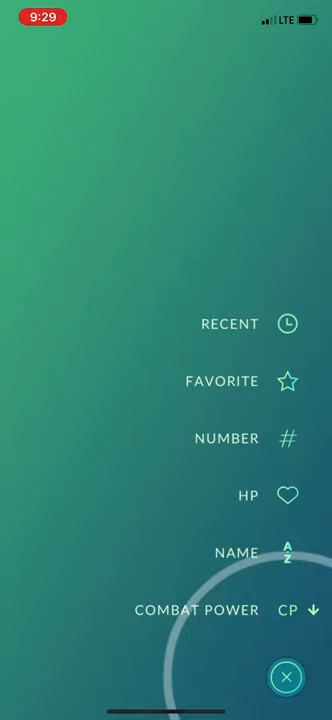 9:29
LTE
RECENT
FAVORITE
NUMBER #
HP
NAME A Z
COMBAT POWER CP